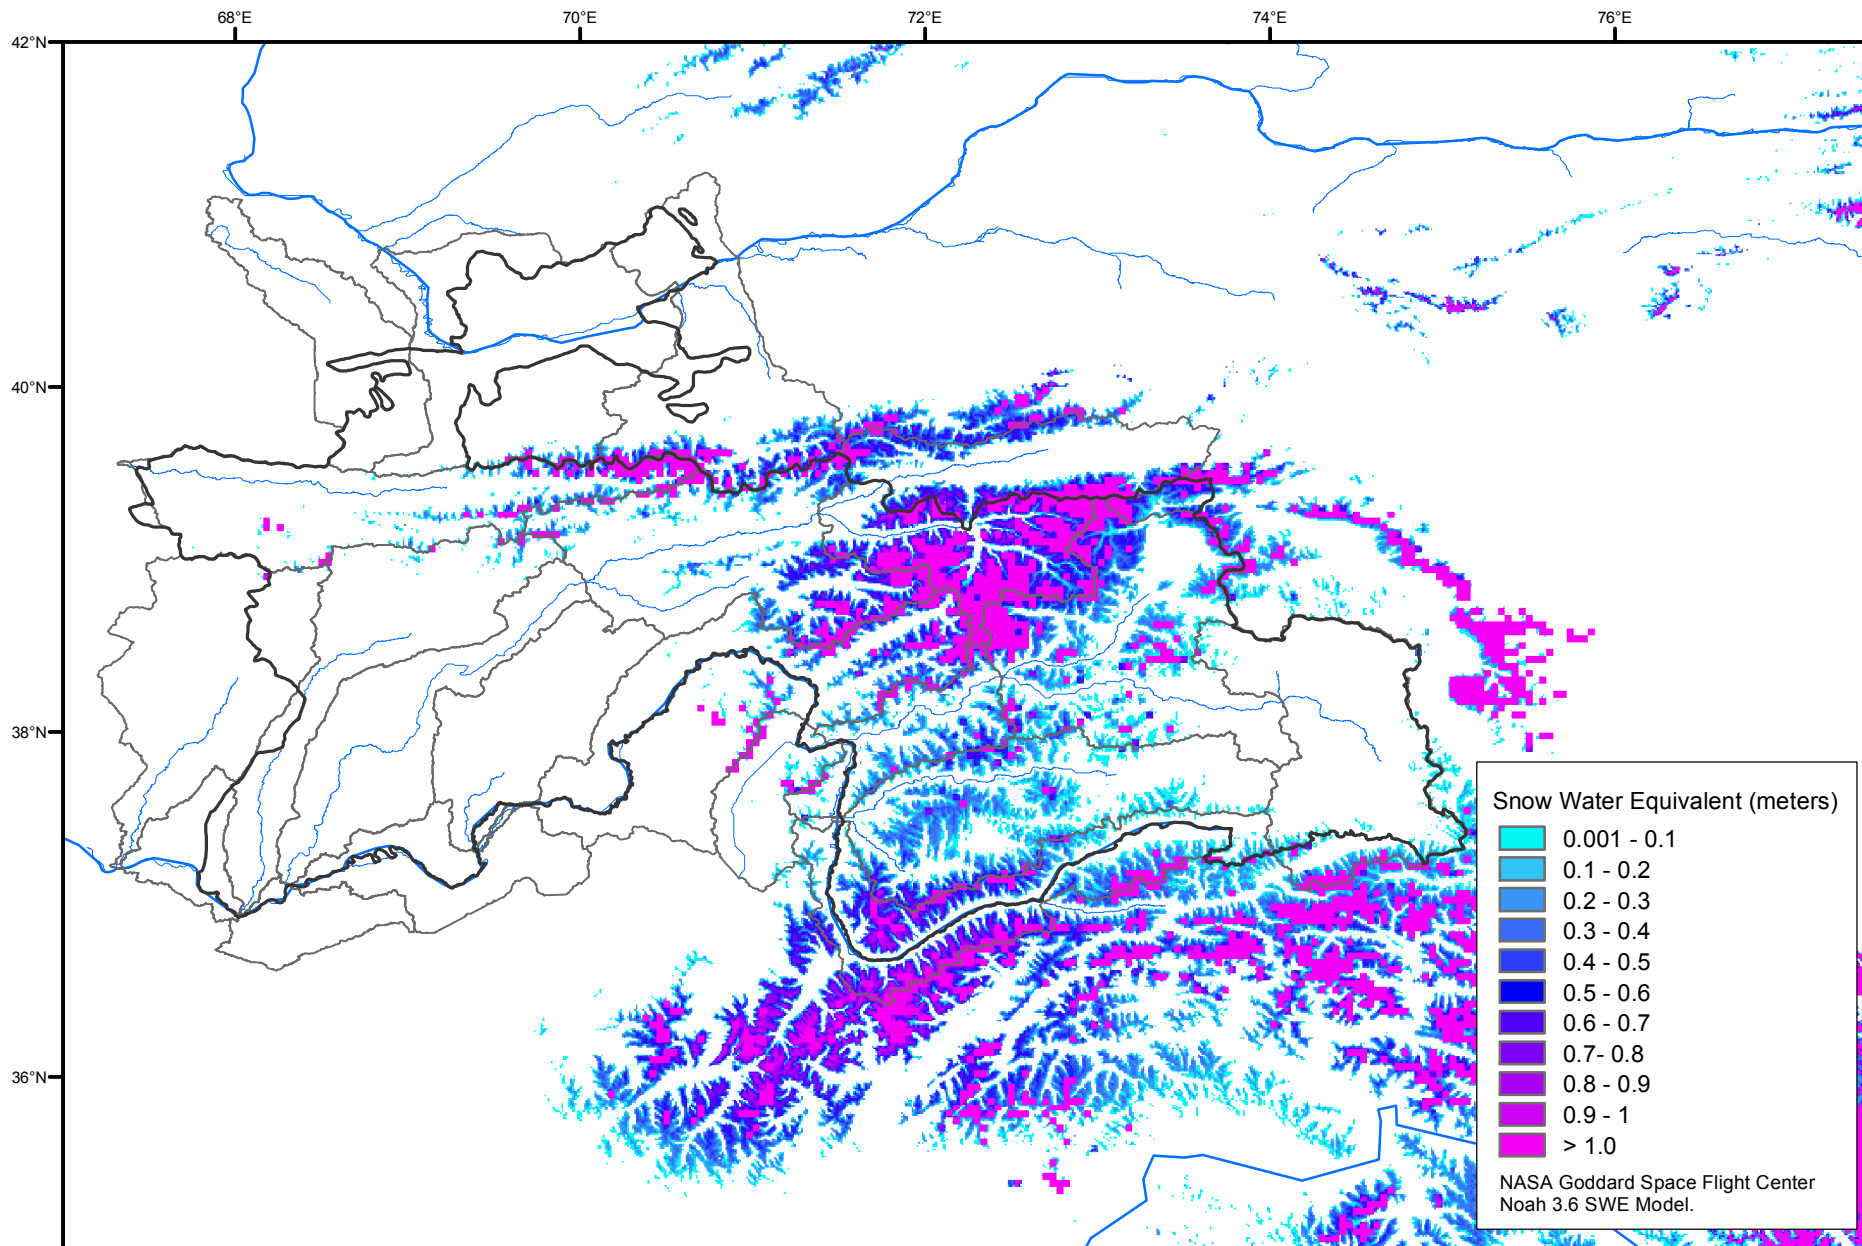 68°E 70°E 72°E 74°E 76°E
42°N
40°N
38°N
36°N
Snow Water Equivalent (meters)
0.001 - 0.1
0.1 - 0.2
0.2 - 0.3
0.3 - 0.4
0.4 - 0.5
0.5 - 0.6
0.6 - 0.7
0.7- 0.8
0.8 - 0.9
0.9 - 1
> 1.0
NASA Goddard Space Flight Center
Noah 3.6 SWE Model.